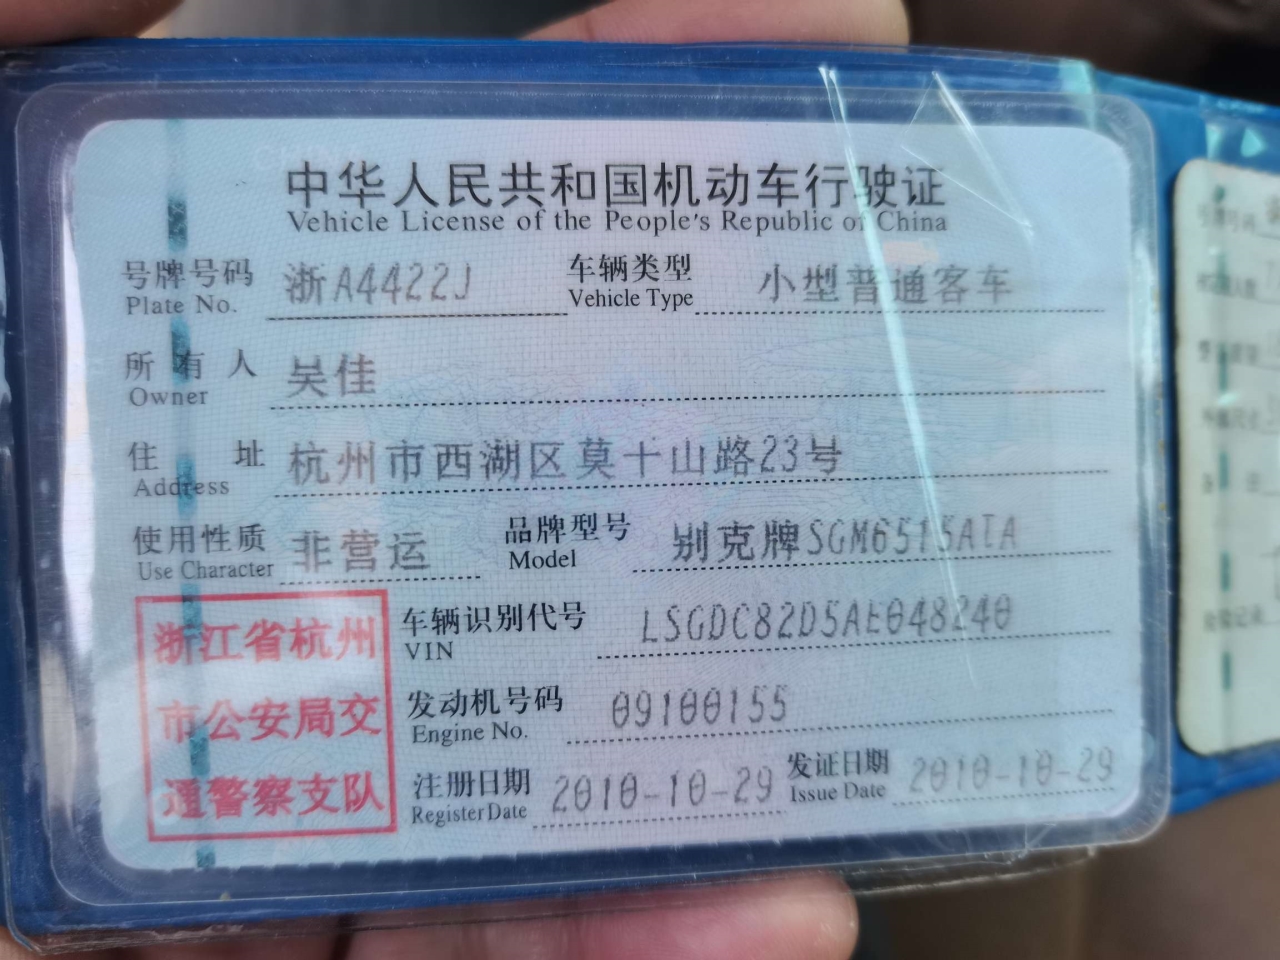 中华人民共和国机动车行驶证
Vehicle License of the People's Republic of China
号牌号码 浙A4422J 车辆类型 小型普通客车
Plate No. Vehicle Type
所有人 吴佳
Owner
住址 杭州市西湖区莫干山路23号
Address
使用性质 非营运 品牌型号 别克牌SGM6515ATA
Use Character Model
车辆识别代号 LSGDC82D5AE048240
VIN
发动机号码 09100155
Engine No.
注册日期 2010-10-29 发证日期 2010-10-29
Register Date Issue Date
浙江省杭州
市公安局交
通警察支队